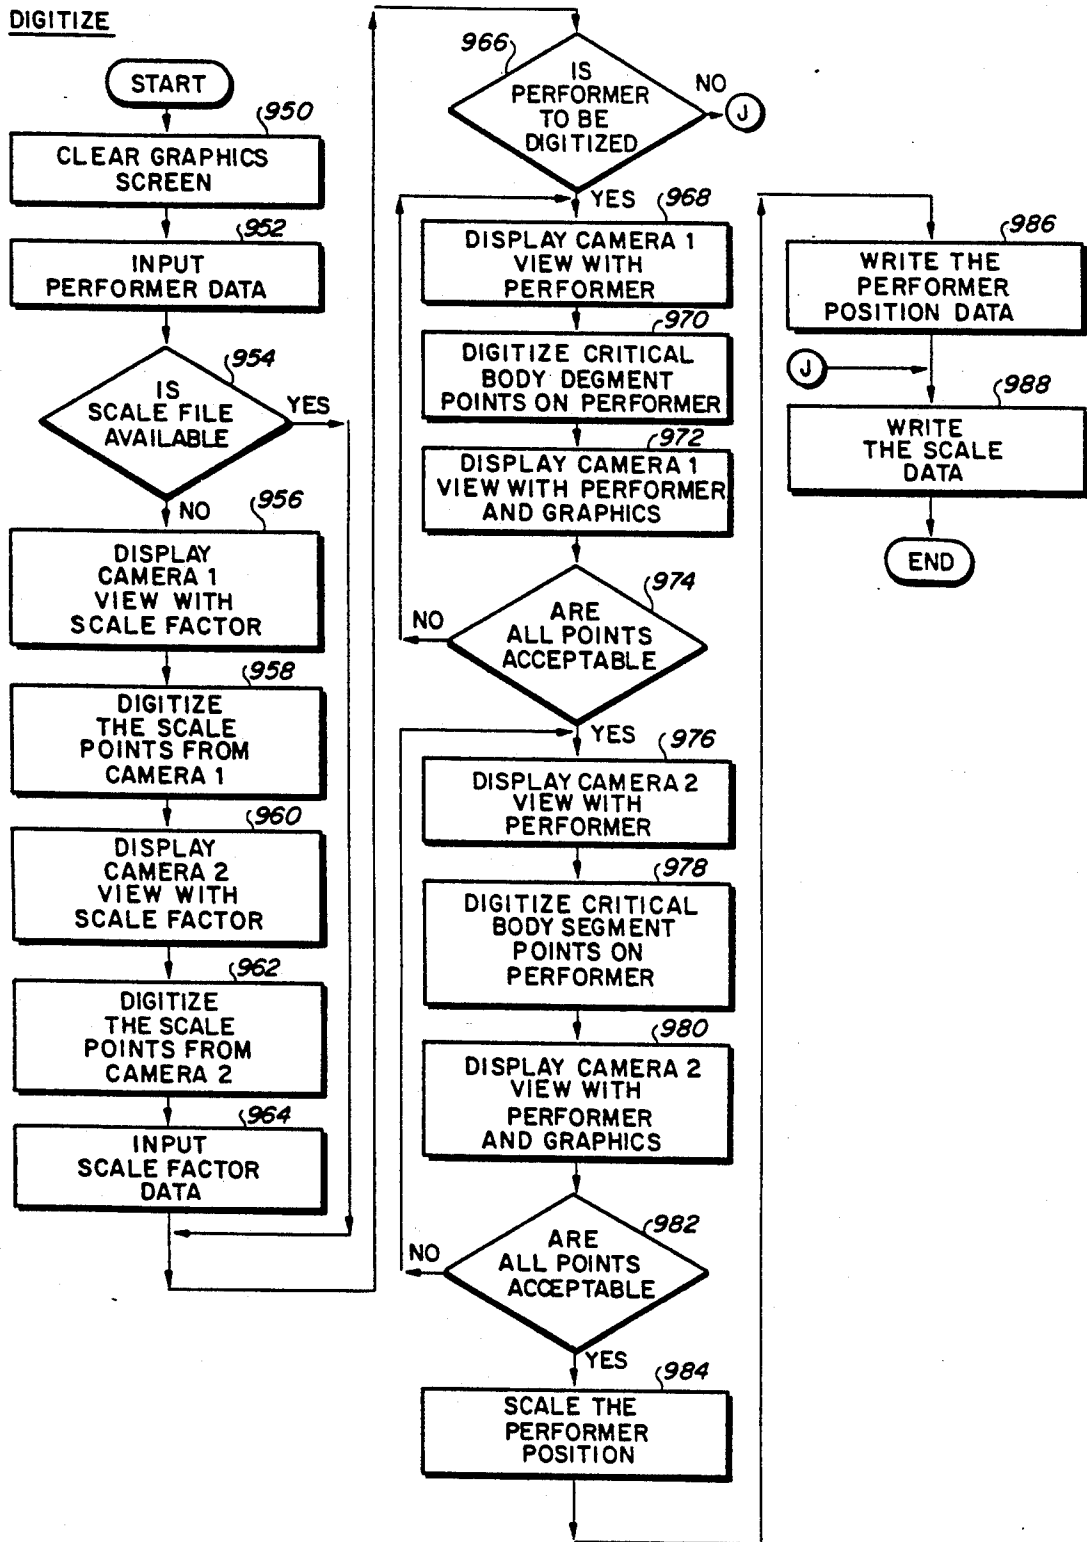 DIGITIZE
START
950
CLEAR GRAPHICS
SCREEN
952
INPUT
PERFORMER DATA
954
IS
SCALE FILE
AVAILABLE
YES
NO
956
DISPLAY
CAMERA 1
VIEW WITH
SCALE FACTOR
958
DIGITIZE
THE SCALE
POINTS FROM
CAMERA 1
960
DISPLAY
CAMERA 2
VIEW WITH
SCALE FACTOR
962
DIGITIZE
THE SCALE
POINTS FROM
CAMERA 2
964
INPUT
SCALE FACTOR
DATA
966
IS
PERFORMER
TO BE
DIGITIZED
NO
J
YES
968
DISPLAY CAMERA 1
VIEW WITH
PERFORMER
970
DIGITIZE CRITICAL
BODY DEGMENT
POINTS ON PERFORMER
972
DISPLAY CAMERA 1
VIEW WITH PERFORMER
AND GRAPHICS
974
ARE
ALL POINTS
ACCEPTABLE
NO
YES
976
DISPLAY CAMERA 2
VIEW WITH
PERFORMER
978
DIGITIZE CRITICAL
BODY SEGMENT
POINTS ON
PERFORMER
980
DISPLAY CAMERA 2
VIEW WITH
PERFORMER
AND GRAPHICS
982
ARE
ALL POINTS
ACCEPTABLE
NO
YES
984
SCALE THE
PERFORMER
POSITION
986
WRITE THE
PERFORMER
POSITION DATA
J
988
WRITE
THE SCALE
DATA
END